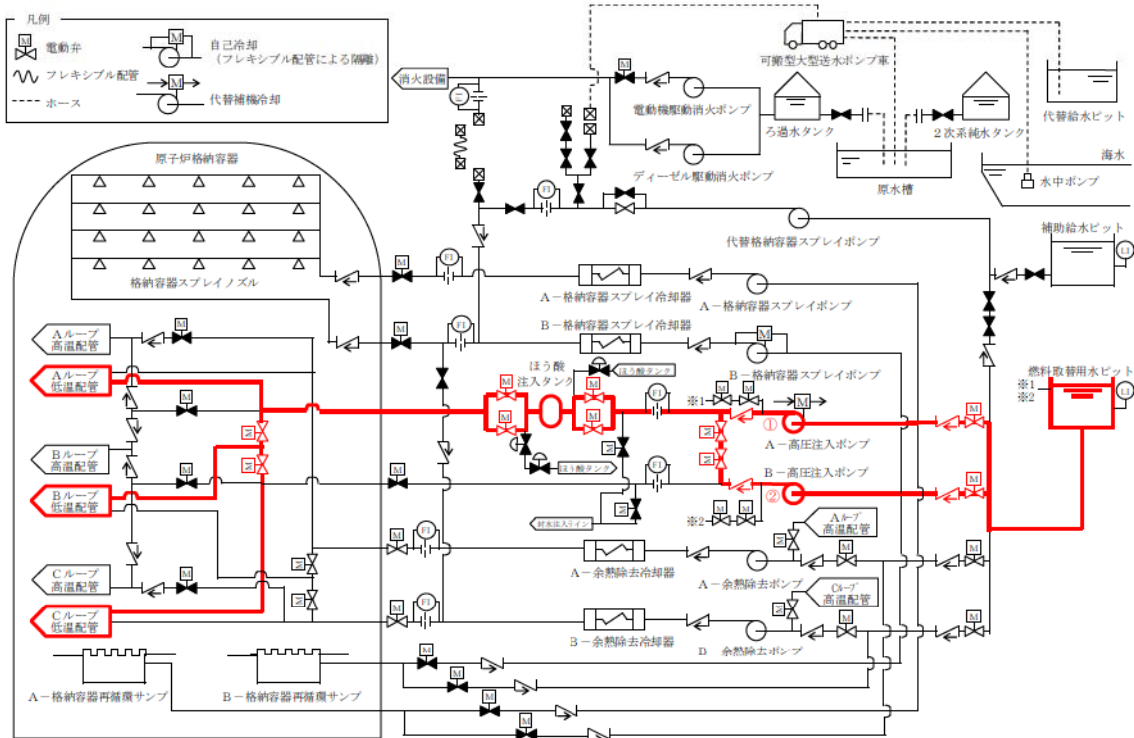 凡例
M
電動弁
フレキシブル配管
ホース
M
自己冷却
(フレキシブル配管による隔離)
M
代替補機冷却
消火設備
M
電動機駆動消火ポンプ
ディーゼル駆動消火ポンプ
可搬型大型送水ポンプ車
ろ過水タンク
2次系純水タンク
代替給水ピット
原水槽
海水
水中ポンプ
補助給水ピット
LI
FI
代替格納容器スプレイポンプ
原子炉格納容器
格納容器スプレイノズル
M
FI
A-格納容器スプレイ冷却器
A-格納容器スプレイポンプ
M
FI
B-格納容器スプレイ冷却器
M
B-格納容器スプレイポンプ
Aループ
高温配管
M
Aループ
低温配管
M
Bループ
高温配管
M
Bループ
低温配管
M
M
Cループ
高温配管
M
Cループ
低温配管
M
M
ほう酸
注入タンク
M
M
M
M
ほう酸タンク
ほう酸タンク
FI
※1
M
M
M
①
A-高圧注入ポンプ
M
M
M
燃料取替用水ピット
※1
※2
LI
M
M
FI
B-高圧注入ポンプ
②
M
※2
M
M
封水注入ライン
M
M
FI
A-余熱除去冷却器
A-余熱除去ポンプ
Aループ
高温配管
M
M
M
M
FI
B-余熱除去冷却器
B-余熱除去ポンプ
Cループ
高温配管
M
M
M
A-格納容器再循環サンプ
B-格納容器再循環サンプ
M
M
M
M